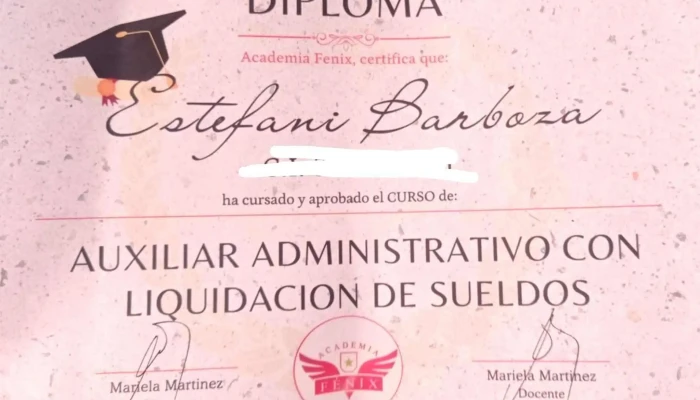 DIPLOMA
Academia Fenix, certifica que:
Estefani Barboza
ha cursado y aprobado el CURSO de:
AUXILIAR ADMINISTRATIVO CON
LIQUIDACION DE SUELDOS
ACADEMIA
FÉNIX
Mariela Martinez
Mariela Martinez
Docente